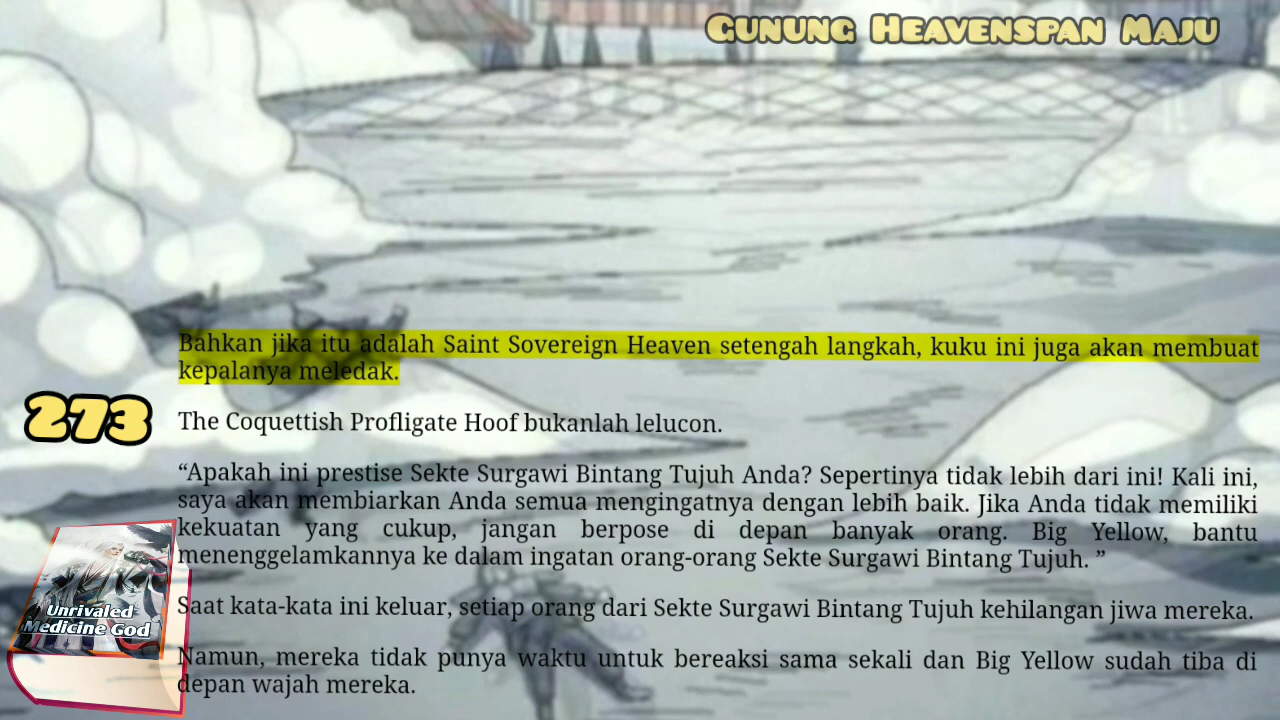 Gunung Heavenspan Maju
Bahkan jika itu adalah Saint Sovereign Heaven setengah langkah, kuku ini juga akan membuat
kepalanya meledak.
273
The Coquettish Profligate Hoof bukanlah lelucon.
“Apakah ini prestise Sekte Surgawi Bintang Tujuh Anda? Sepertinya tidak lebih dari ini! Kali ini,
saya akan membiarkan Anda semua mengingatnya dengan lebih baik. Jika Anda tidak memiliki
kekuatan yang cukup, jangan berpose di depan banyak orang. Big Yellow, bantu
menenggelamkannya ke dalam ingatan orang-orang Sekte Surgawi Bintang Tujuh. ”
Saat kata-kata ini keluar, setiap orang dari Sekte Surgawi Bintang Tujuh kehilangan jiwa mereka.
Namun, mereka tidak punya waktu untuk bereaksi sama sekali dan Big Yellow sudah tiba di
depan wajah mereka.
Unrivaled
Medicine God